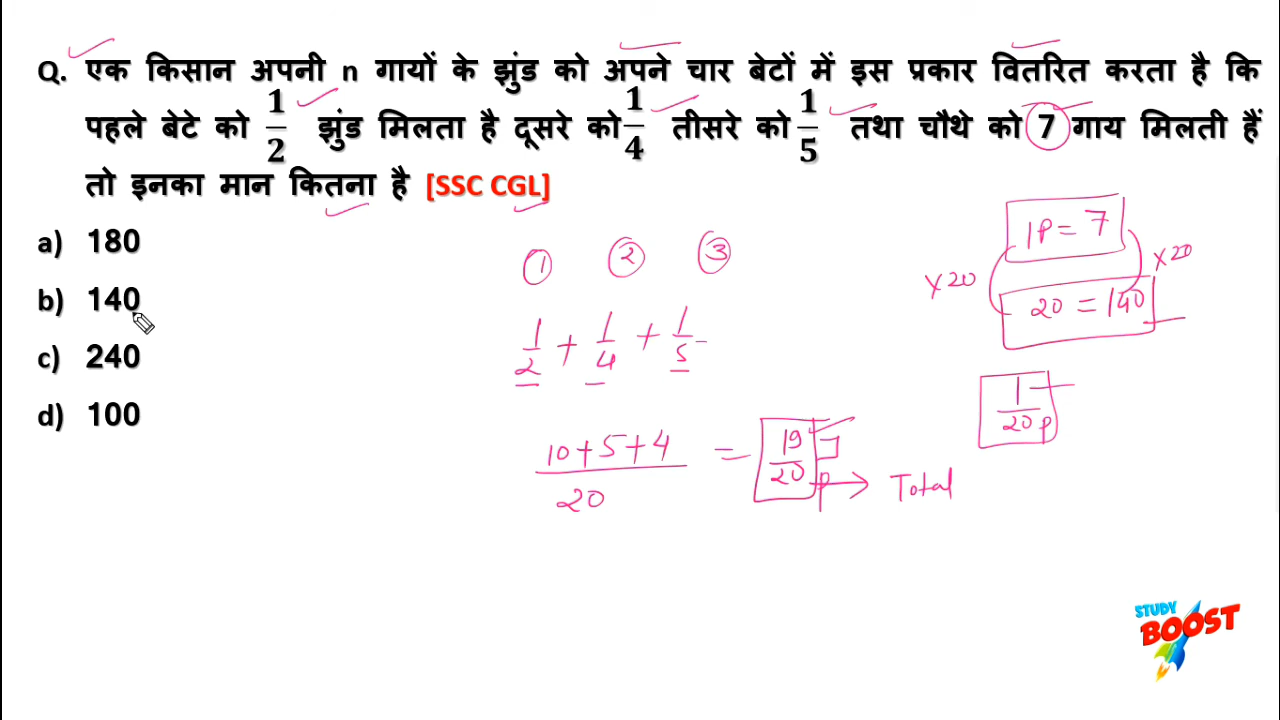 Q. एक किसान अपनी n गायों के झुंड को अपने चार बेटों में इस प्रकार वितरित करता है कि
पहले बेटे को 1/2 झुंड मिलता है दूसरे को 1/4 तीसरे को 1/5 तथा चौथे को 7 गाय मिलती हैं
तो इनका मान कितना है [SSC CGL]
a) 180
b) 140
c) 240
d) 100
1 2 3
1/2 + 1/4 + 1/5
10+5+4/20 = 19/20 P → Total
1P = 7
×20 ×20
20 = 140
1/20 P
STUDY
BOOST